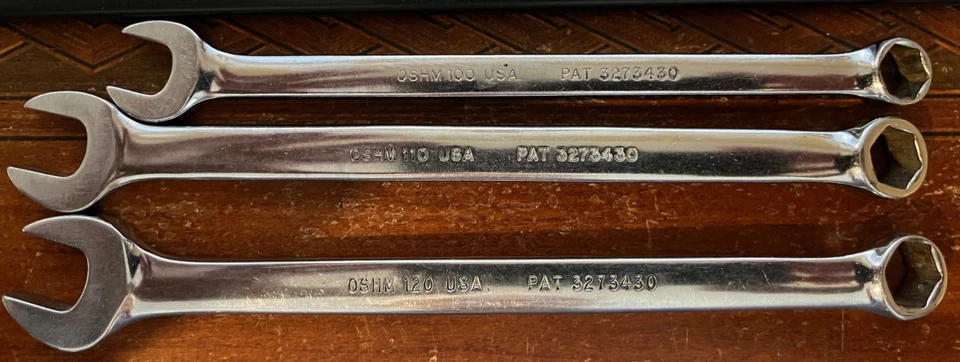 OSHM 100 USA PAT 3273430
OSHM 110 USA PAT 3273430
OSHM 120 USA. PAT 3273430